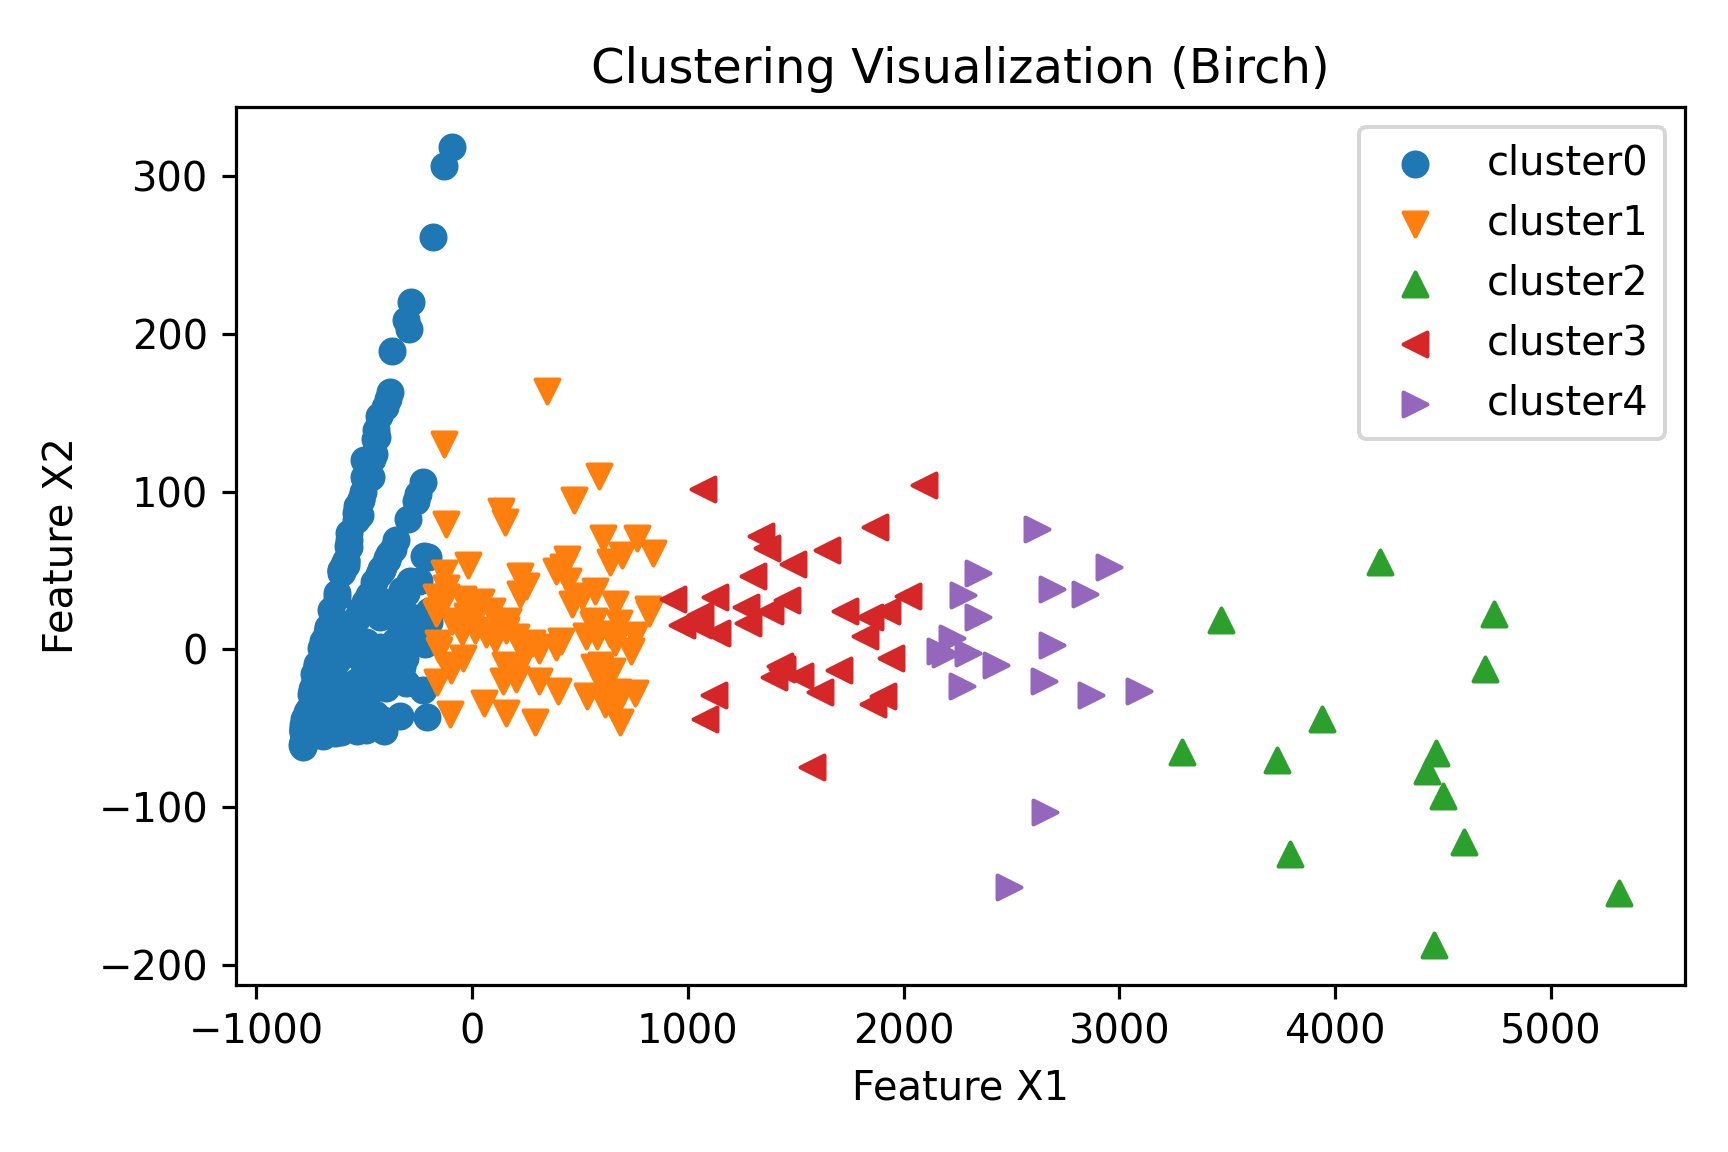 Clustering Visualization (Birch)
cluster0
cluster1
cluster2
cluster3
cluster4
300
200
100
0
−100
−200
Feature X2
−1000 0 1000 2000 3000 4000 5000
Feature X1